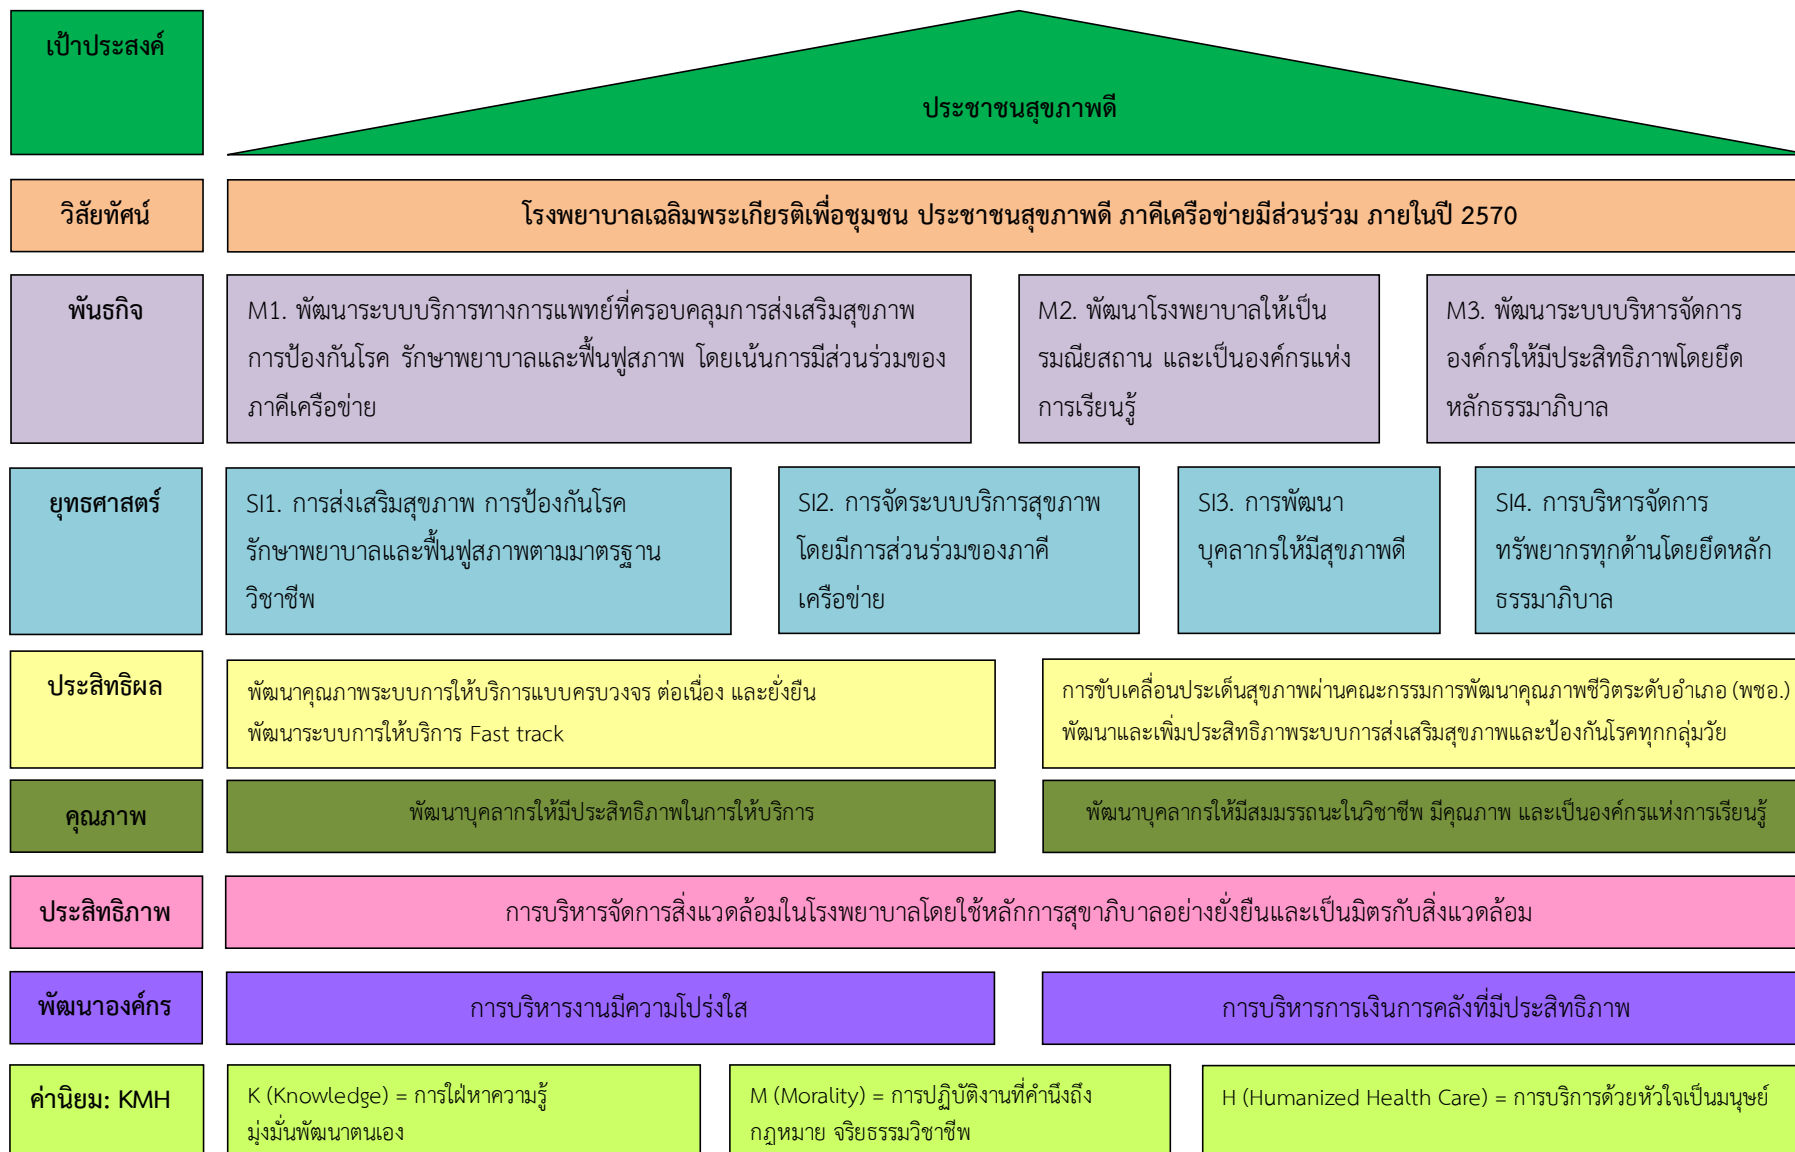 เป้าประสงค์
ประชาชนสุขภาพดี
วิสัยทัศน์
โรงพยาบาลเฉลิมพระเกียรติเพื่อชุมชน ประชาชนสุขภาพดี ภาคีเครือข่ายมีส่วนร่วม ภายในปี 2570
พันธกิจ
M1. พัฒนาระบบบริการทางการแพทย์ที่ครอบคลุมการส่งเสริมสุขภาพ
การป้องกันโรค รักษาพยาบาลและฟื้นฟูสภาพ โดยเน้นการมีส่วนร่วมของ
ภาคีเครือข่าย
M2. พัฒนาโรงพยาบาลให้เป็น
รมณียสถาน และเป็นองค์กรแห่ง
การเรียนรู้
M3. พัฒนาระบบบริหารจัดการ
องค์กรให้มีประสิทธิภาพโดยยึด
หลักธรรมาภิบาล
ยุทธศาสตร์
SI1. การส่งเสริมสุขภาพ การป้องกันโรค
รักษาพยาบาลและฟื้นฟูสภาพตามมาตรฐาน
วิชาชีพ
SI2. การจัดระบบบริการสุขภาพ
โดยมีการส่วนร่วมของภาคี
เครือข่าย
SI3. การพัฒนา
บุคลากรให้มีสุขภาพดี
SI4. การบริหารจัดการ
ทรัพยากรทุกด้านโดยยึดหลัก
ธรรมาภิบาล
ประสิทธิผล
พัฒนาคุณภาพระบบการให้บริการแบบครบวงจร ต่อเนื่อง และยั่งยืน
พัฒนาระบบการให้บริการ Fast track
การขับเคลื่อนประเด็นสุขภาพผ่านคณะกรรมการพัฒนาคุณภาพชีวิตระดับอำเภอ (พชอ.)
พัฒนาและเพิ่มประสิทธิภาพระบบการส่งเสริมสุขภาพและป้องกันโรคทุกกลุ่มวัย
คุณภาพ
พัฒนาบุคลากรให้มีประสิทธิภาพในการให้บริการ
พัฒนาบุคลากรให้มีสมมรรถนะในวิชาชีพ มีคุณภาพ และเป็นองค์กรแห่งการเรียนรู้
ประสิทธิภาพ
การบริหารจัดการสิ่งแวดล้อมในโรงพยาบาลโดยใช้หลักการสุขาภิบาลอย่างยั่งยืนและเป็นมิตรกับสิ่งแวดล้อม
พัฒนาองค์กร
การบริหารงานมีความโปร่งใส
การบริหารการเงินการคลังที่มีประสิทธิภาพ
ค่านิยม: KMH
K (Knowledge) = การใฝ่หาความรู้
มุ่งมั่นพัฒนาตนเอง
M (Morality) = การปฏิบัติงานที่คำนึงถึง
กฎหมาย จริยธรรมวิชาชีพ
H (Humanized Health Care) = การบริการด้วยหัวใจเป็นมนุษย์